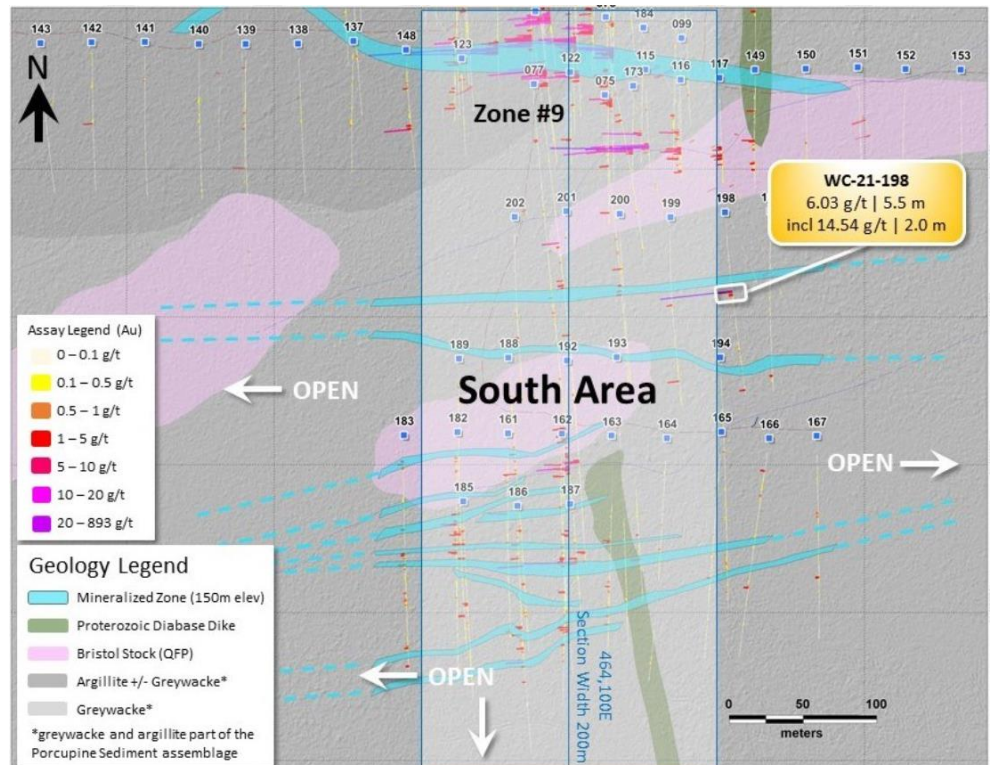 184
099
143
142
141
140
139
138
137
148
123
122
115
149
150
151
152
153
077
075
173
116
117
N
Zone #9
WC-21-198
6.03 g/t | 5.5 m
incl 14.54 g/t | 2.0 m
202
201
200
199
198
Assay Legend (Au)
0 – 0.1 g/t
0.1 – 0.5 g/t
0.5 – 1 g/t
1 – 5 g/t
5 – 10 g/t
10 – 20 g/t
20 – 893 g/t
189
188
192
193
194
OPEN
South Area
183
182
161
162
163
164
165
166
167
OPEN
185
186
187
Geology Legend
Mineralized Zone (150m elev)
Proterozoic Diabase Dike
Bristol Stock (QFP)
Argillite +/- Greywacke*
Greywacke*
*greywacke and argillite part of the
Porcupine Sediment assemblage
OPEN
464,100E
Section Width 200m
0 50 100
meters